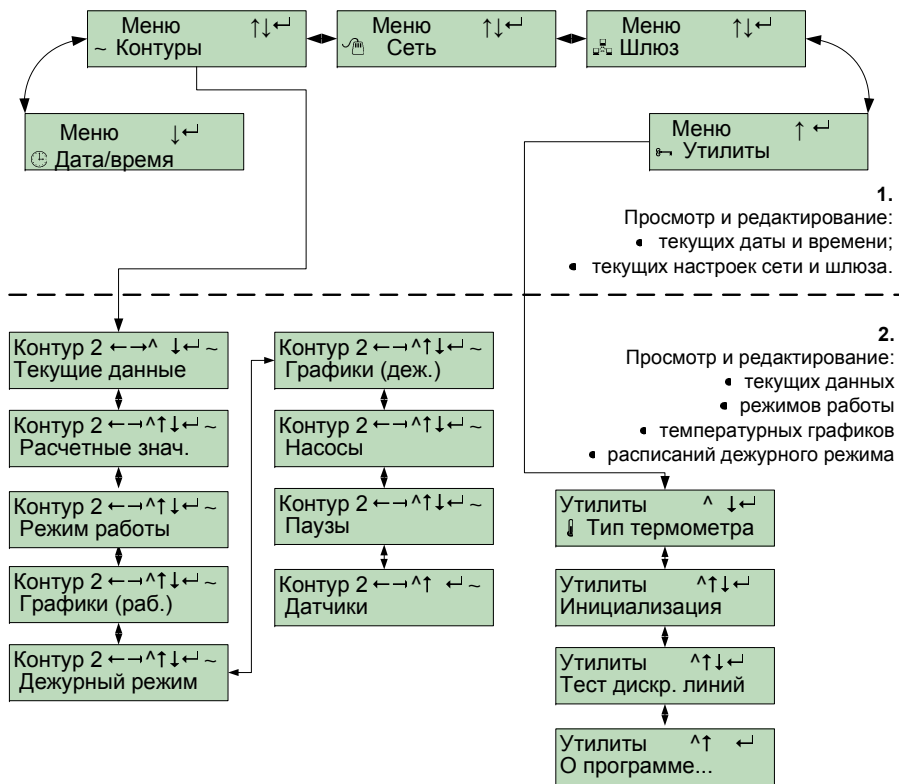 Меню ↑↓↵
~ Контуры
Меню ↑↓↵
Сеть
Меню ↑↓↵
Шлюз
Меню ↓↵
Дата/время
Меню ↑ ↵
Утилиты
1.
Просмотр и редактирование:
• текущих даты и времени;
• текущих настроек сети и шлюза.
Контур 2 ←→^ ↓↵ ~
Текущие данные
Контур 2 ←→^↑↓↵ ~
Расчетные знач.
Контур 2 ←→^↑↓↵ ~
Режим работы
Контур 2 ←→^↑↓↵ ~
Графики (раб.)
Контур 2 ←→^↑↓↵ ~
Дежурный режим
Контур 2 ←→^↑↓↵ ~
Графики (деж.)
Контур 2 ←→^↑↓↵ ~
Насосы
Контур 2 ←→^↑↓↵ ~
Паузы
Контур 2 ←→^↑ ↵ ~
Датчики
2.
Просмотр и редактирование:
• текущих данных
• режимов работы
• температурных графиков
• расписаний дежурного режима
Утилиты ^ ↓↵
Тип термометра
Утилиты ^↑↓↵
Инициализация
Утилиты ^↑↓↵
Тест дискр. линий
Утилиты ^↑ ↵
О программе...